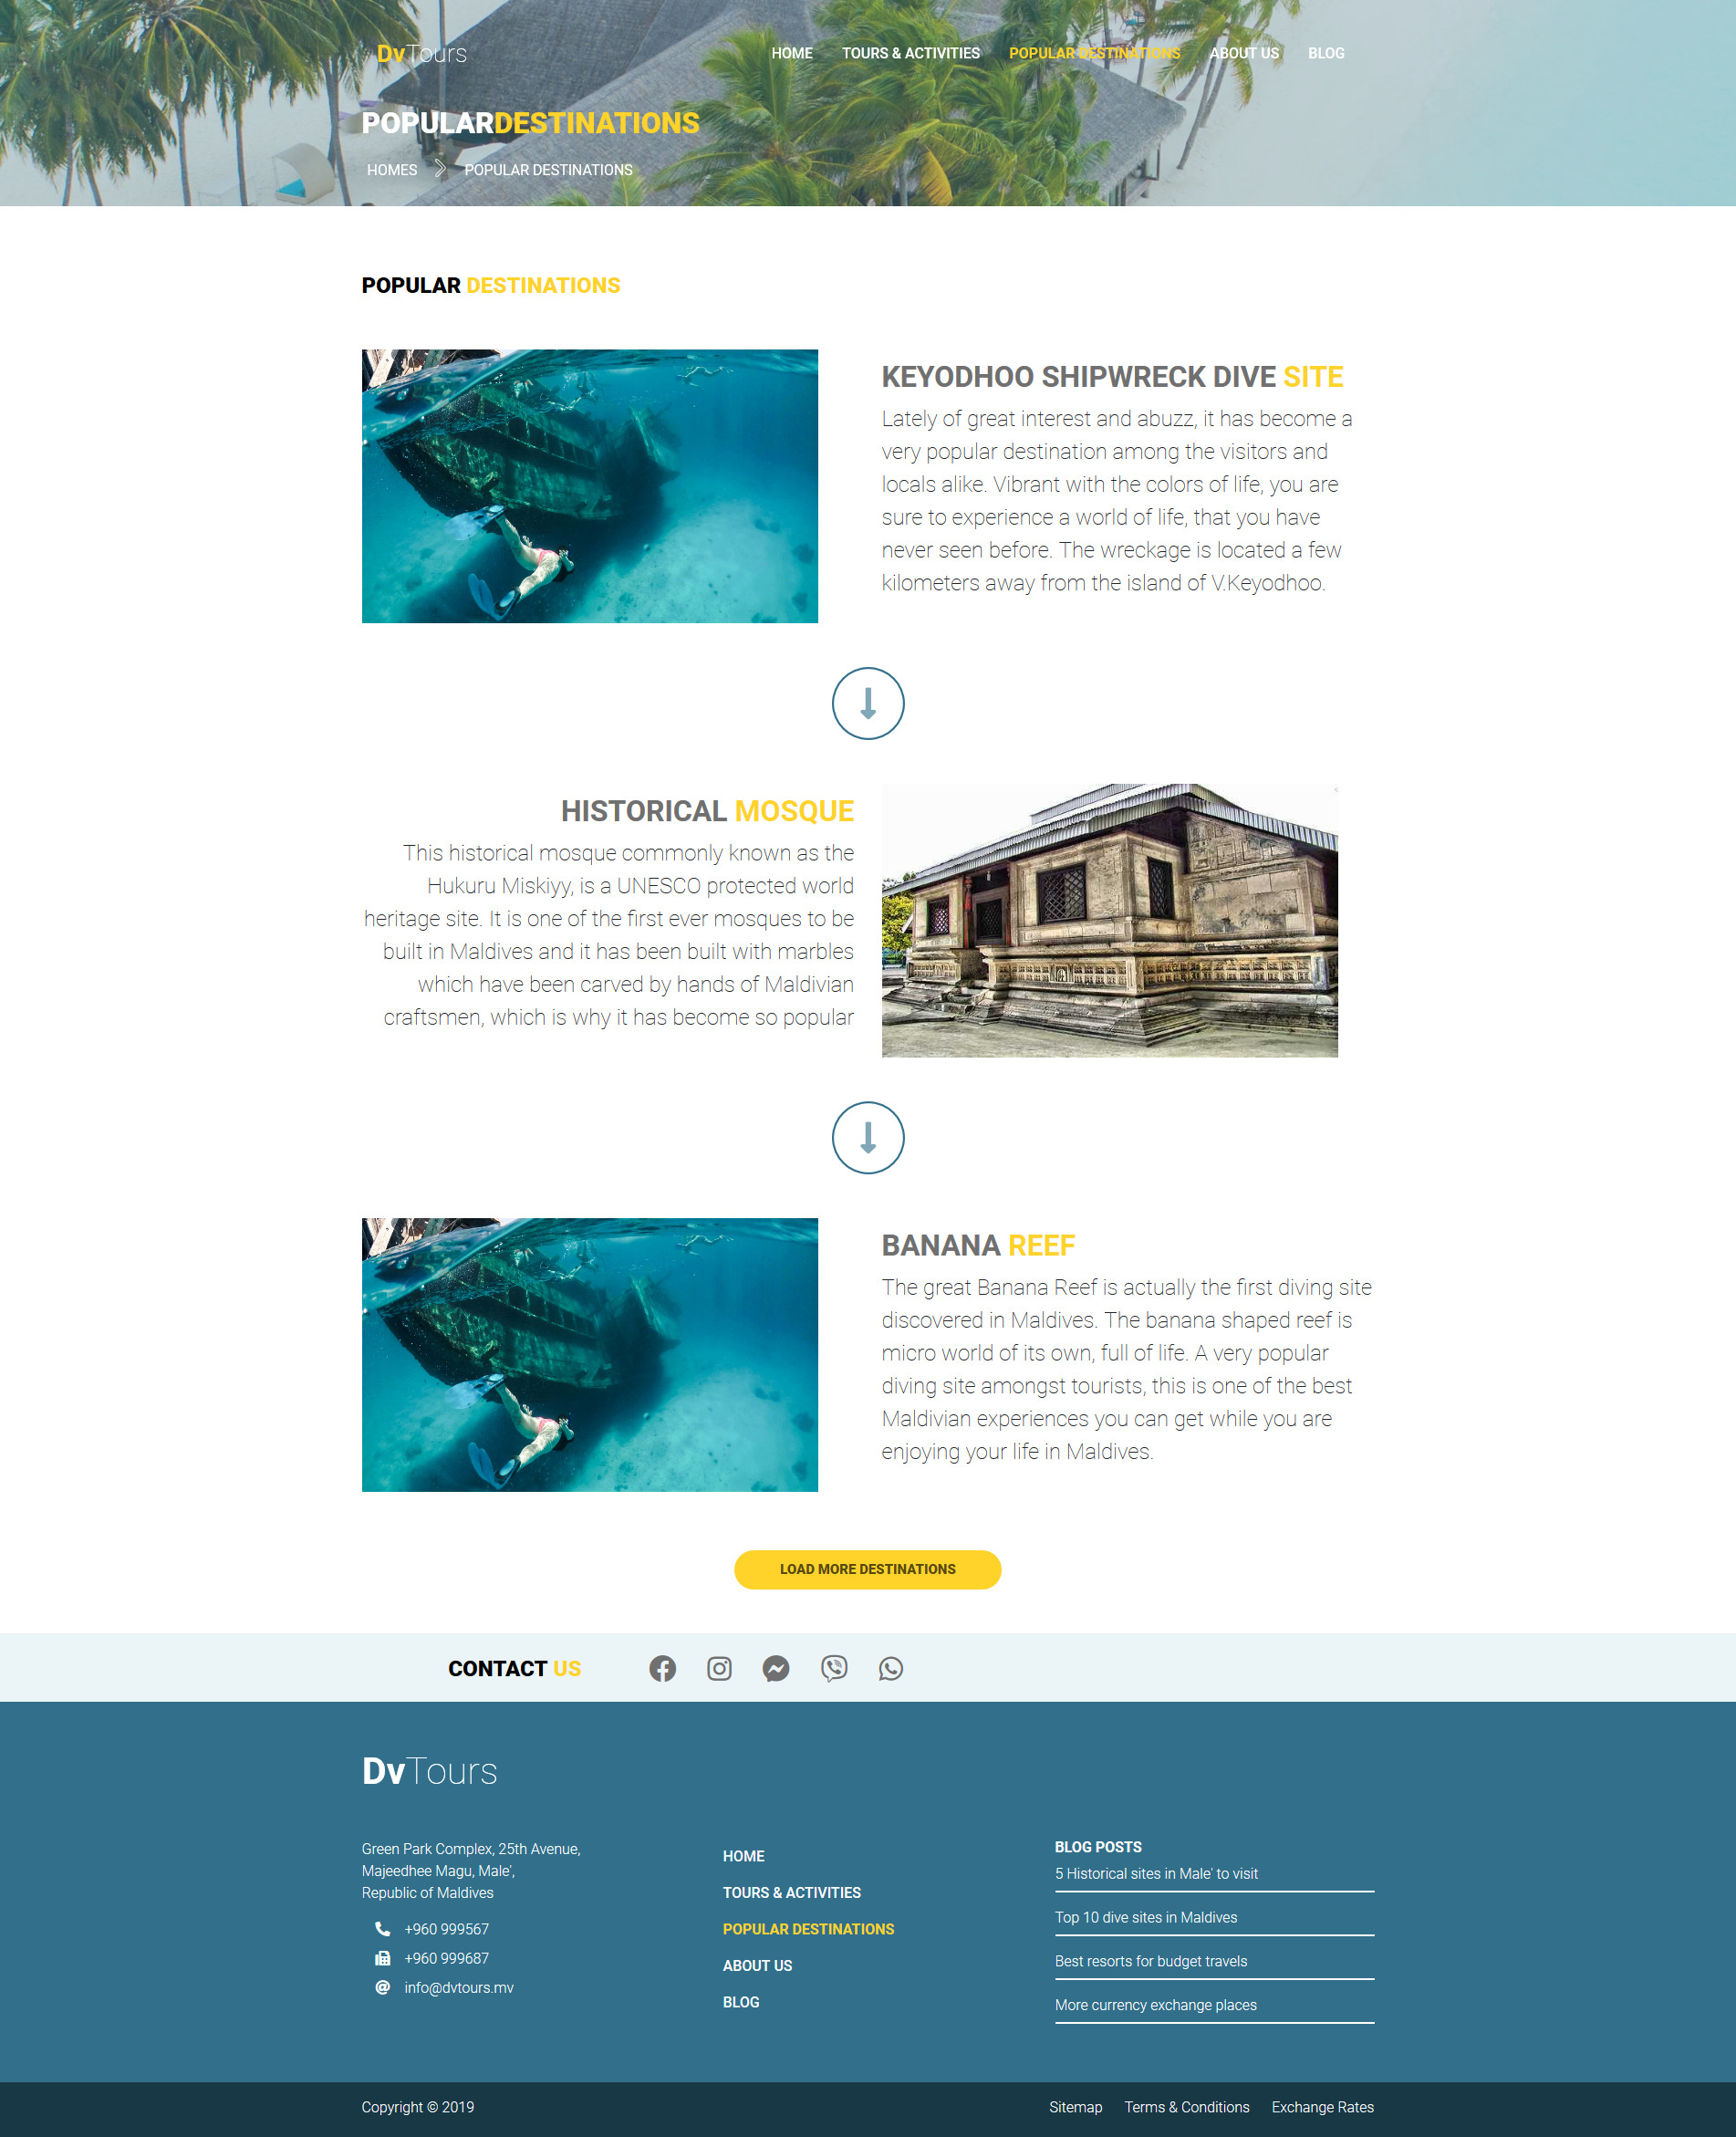 DvTours
HOME TOURS & ACTIVITIES POPULAR DESTINATIONS ABOUT US BLOG
POPULARDESTINATIONS
HOMES POPULAR DESTINATIONS
POPULAR DESTINATIONS
KEYODHOO SHIPWRECK DIVE SITE
Lately of great interest and abuzz, it has become a
very popular destination among the visitors and
locals alike. Vibrant with the colors of life, you are
sure to experience a world of life, that you have
never seen before. The wreckage is located a few
kilometers away from the island of V.Keyodhoo.
HISTORICAL MOSQUE
This historical mosque commonly known as the
Hukuru Miskiyy, is a UNESCO protected world
heritage site. It is one of the first ever mosques to be
built in Maldives and it has been built with marbles
which have been carved by hands of Maldivian
craftsmen, which is why it has become so popular
BANANA REEF
The great Banana Reef is actually the first diving site
discovered in Maldives. The banana shaped reef is
micro world of its own, full of life. A very popular
diving site amongst tourists, this is one of the best
Maldivian experiences you can get while you are
enjoying your life in Maldives.
LOAD MORE DESTINATIONS
CONTACT US
DvTours
Green Park Complex, 25th Avenue,
Majeedhee Magu, Male',
Republic of Maldives
+960 999567
+960 999687
info@dvtours.mv
HOME
TOURS & ACTIVITIES
POPULAR DESTINATIONS
ABOUT US
BLOG
BLOG POSTS
5 Historical sites in Male' to visit
Top 10 dive sites in Maldives
Best resorts for budget travels
More currency exchange places
Copyright © 2019
Sitemap Terms & Conditions Exchange Rates